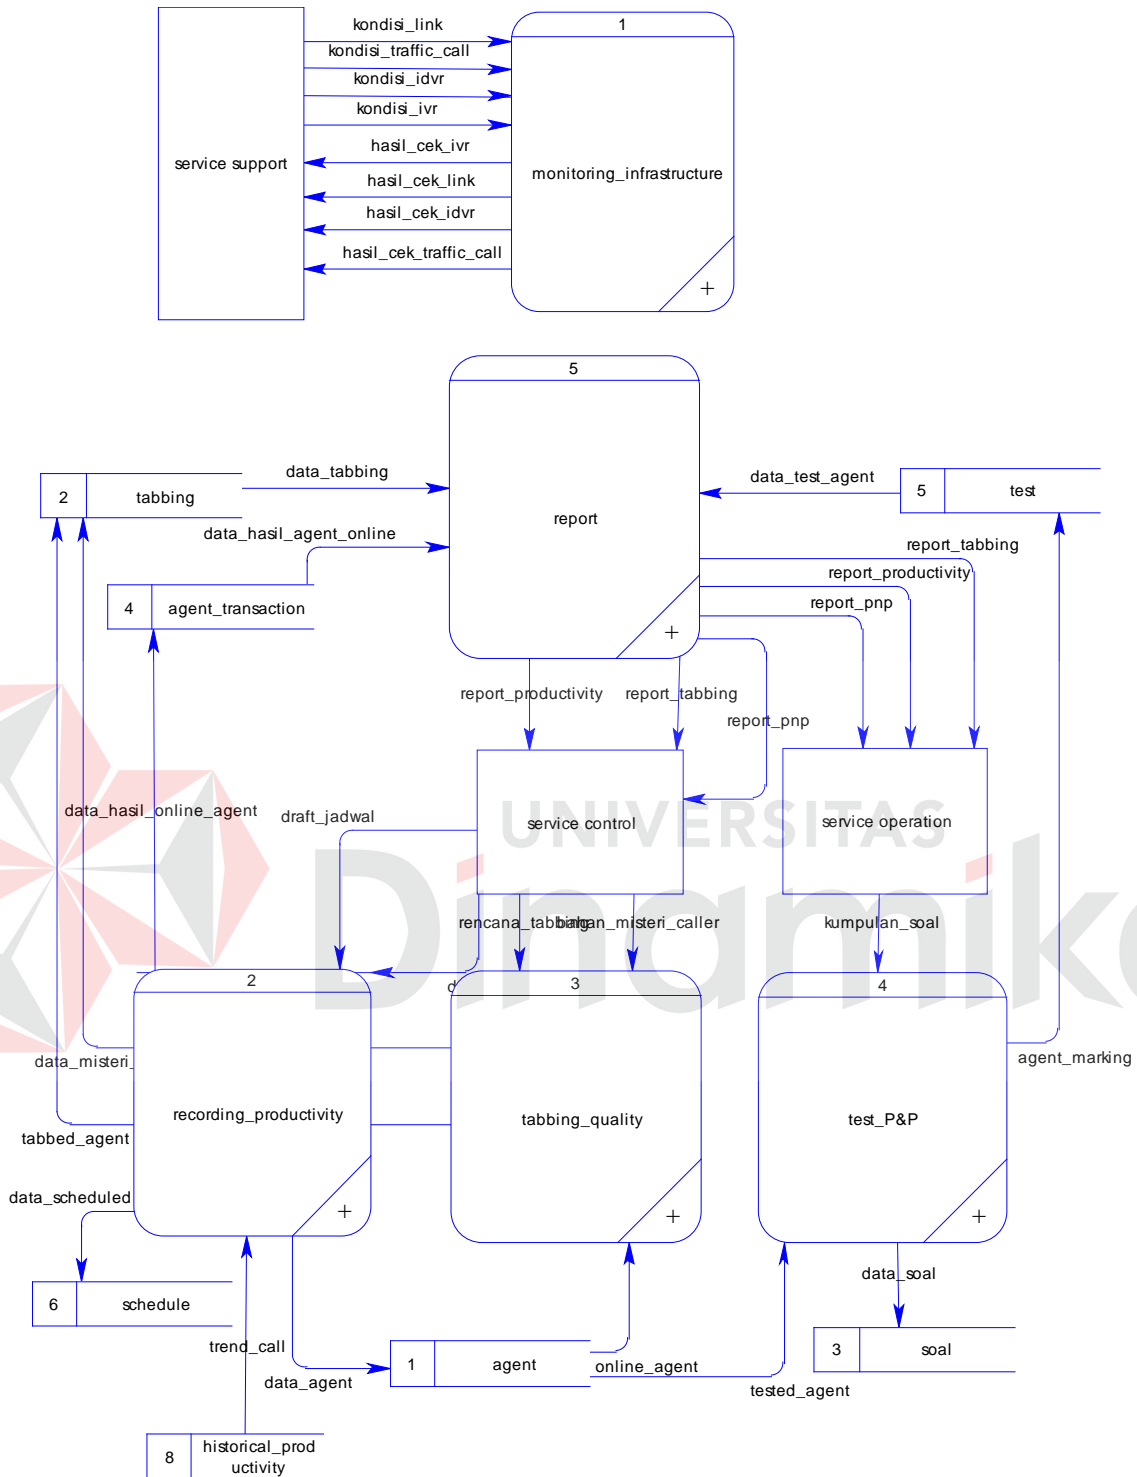 kondisi_link
1
kondisi_traffic_call
kondisi_idvr
kondisi_ivr
service support
hasil_cek_ivr
monitoring_infrastructure
hasil_cek_link
hasil_cek_idvr
hasil_cek_traffic_call
+
5
data_tabbing
data_test_agent
2 tabbing
5 test
report
data_hasil_agent_online
report_tabbing
report_productivity
4 agent_transaction
report_pnp
+
report_productivity
report_tabbing
report_pnp
data_hasil_online_agent
draft_jadwal
UNIVERSITAS
service control
service operation
Dinamika
rencana_tabbing
bahan_misteri_caller
kumpulan_soal
2
3
4
data_misteri_
agent_marking
recording_productivity
tabbing_quality
test_P&P
tabbed_agent
data_scheduled
+
+
+
data_soal
6 schedule
trend_call
1 agent
online_agent
3 soal
data_agent
tested_agent
8 historical_prod
uctivity